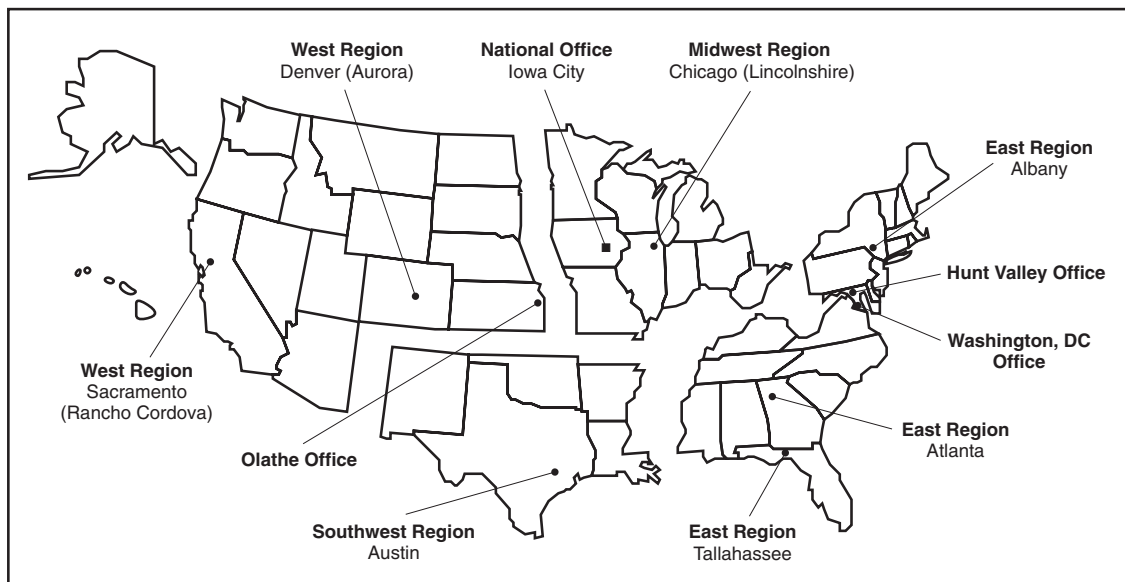 West Region
Denver (Aurora)
National Office
Iowa City
Midwest Region
Chicago (Lincolnshire)
East Region
Albany
Hunt Valley Office
Washington, DC
Office
West Region
Sacramento
(Rancho Cordova)
East Region
Atlanta
Olathe Office
Southwest Region
Austin
East Region
Tallahassee